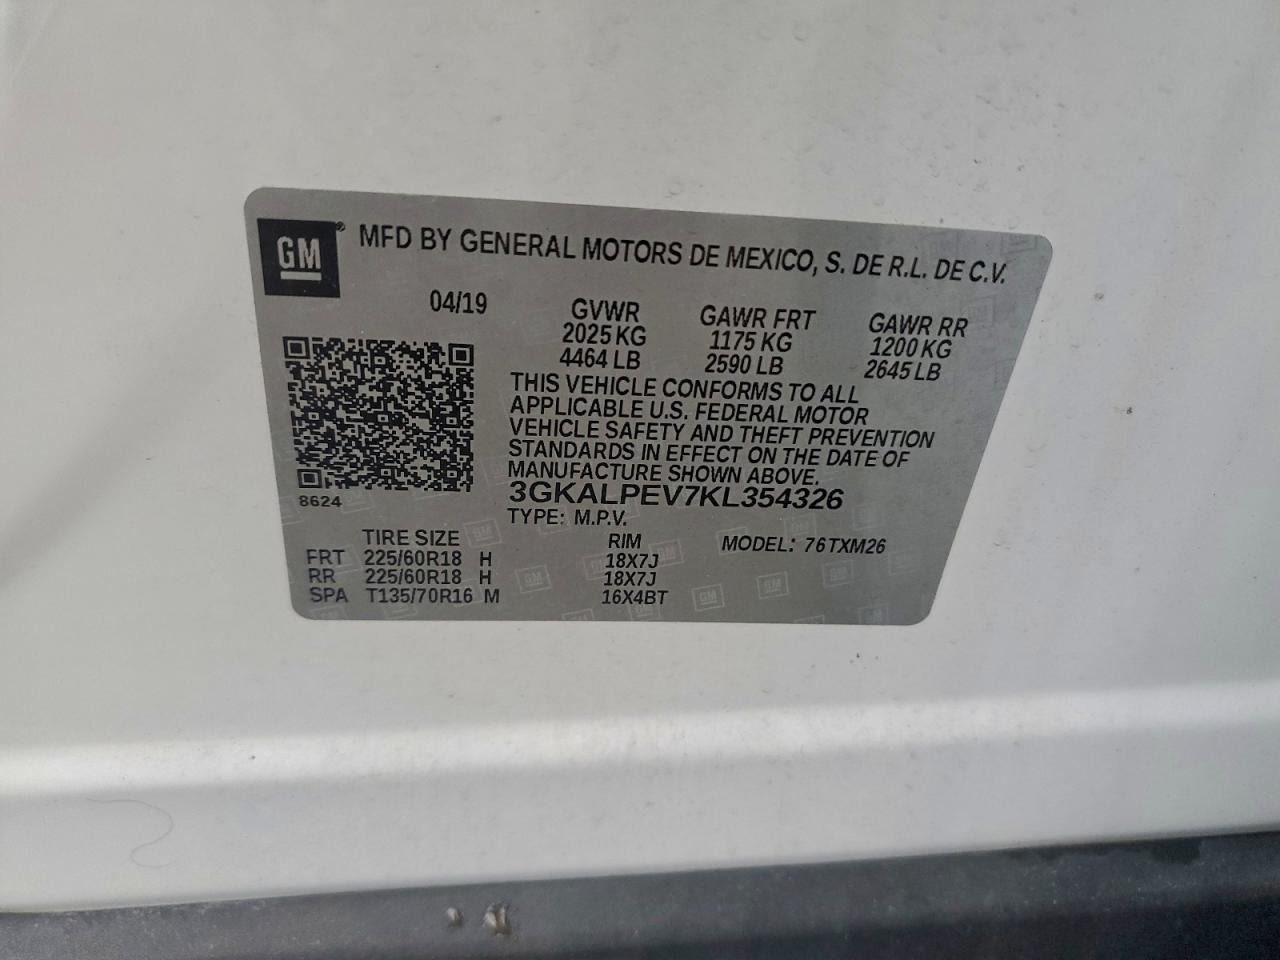 GM® MFD BY GENERAL MOTORS DE MEXICO, S. DE R.L. DE C.V.
04/19 GVWR GAWR FRT GAWR RR
2025 KG 1175 KG 1200 KG
4464 LB 2590 LB 2645 LB
THIS VEHICLE CONFORMS TO ALL
APPLICABLE U.S. FEDERAL MOTOR
VEHICLE SAFETY AND THEFT PREVENTION
STANDARDS IN EFFECT ON THE DATE OF
MANUFACTURE SHOWN ABOVE.
8624 3GKALPEV7KL354326
TYPE: M.P.V.
TIRE SIZE RIM MODEL: 76TXM26
FRT 225/60R18 H 18X7J
RR 225/60R18 H 18X7J
SPA T135/70R16 M 16X4BT